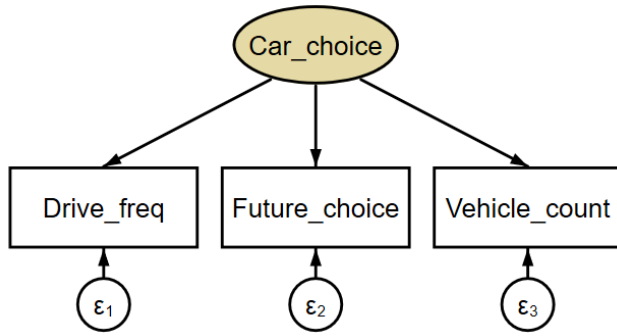 Car_choice
Drive_freq
Future_choice
Vehicle_count
ε₁
ε₂
ε₃